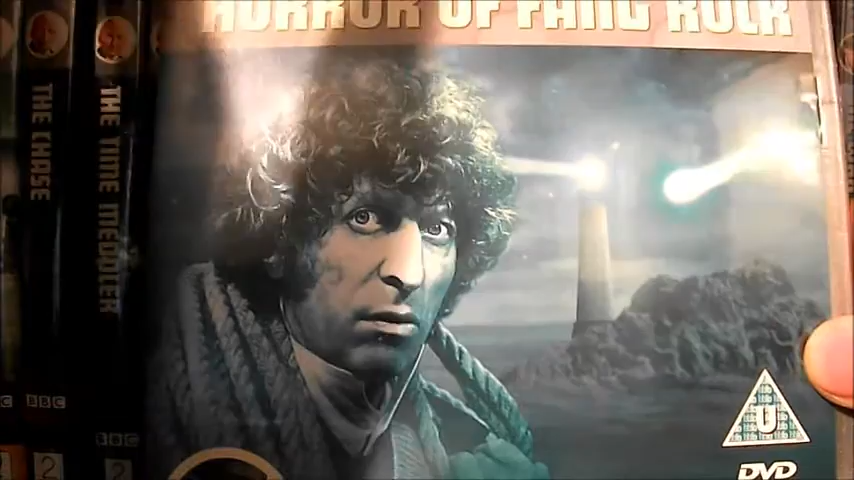 HORROR OF FANG ROCK
THE CHASE
THE TIME MEDDLER
BBC
BBC
2
2
U
DVD